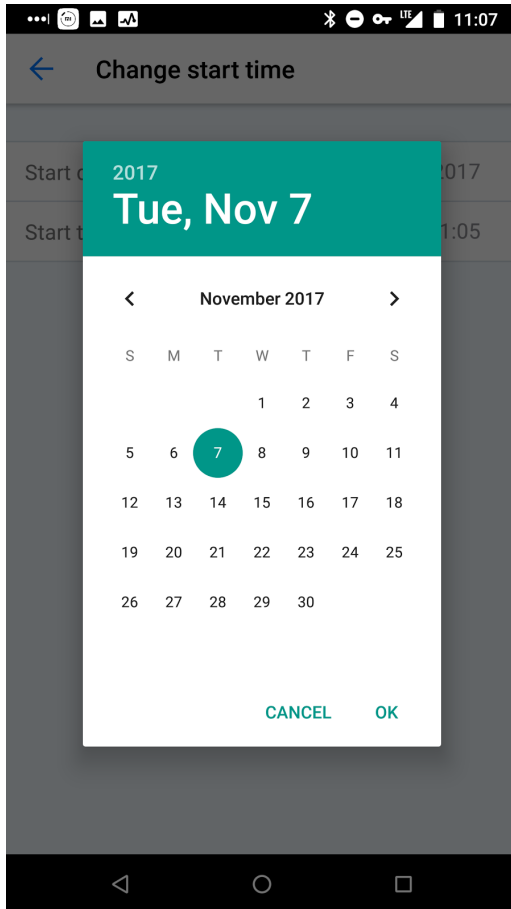 LTE 11:07
Change start time
Start 2017
Start 1:05
2017
Tue, Nov 7
November 2017
S M T W T F S
1 2 3 4
5 6 7 8 9 10 11
12 13 14 15 16 17 18
19 20 21 22 23 24 25
26 27 28 29 30
CANCEL OK